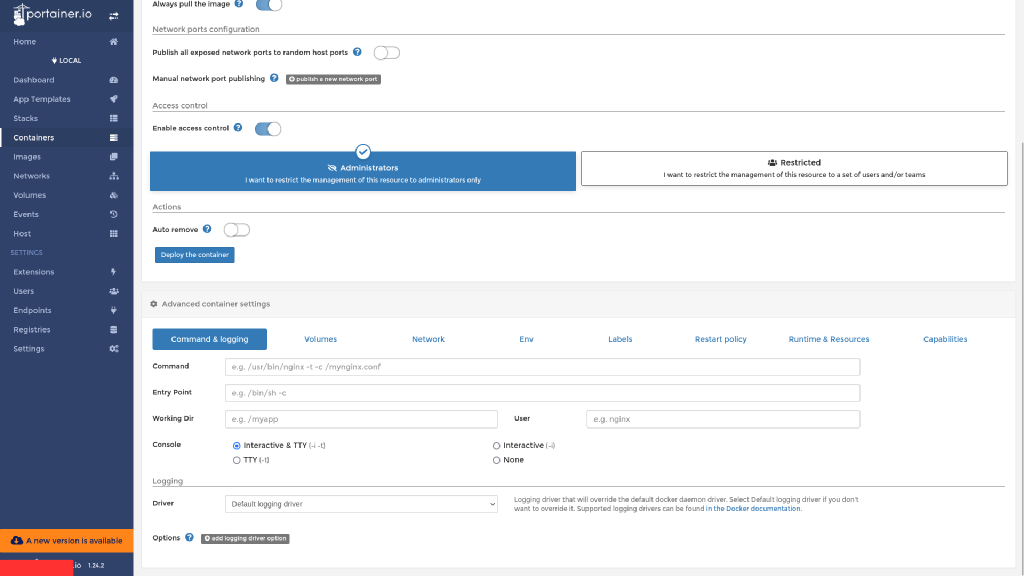 portainer.io
Home
LOCAL
Dashboard
App Templates
Stacks
Containers
Images
Networks
Volumes
Events
Host
SETTINGS
Extensions
Users
Endpoints
Registries
Settings
A new version is available
.io 1.24.2
Always pull the image
Network ports configuration
Publish all exposed network ports to random host ports
Manual network port publishing publish a new network port
Access control
Enable access control
Administrators
I want to restrict the management of this resource to administrators only
Restricted
I want to restrict the management of this resource to a set of users and/or teams
Actions
Auto remove
Deploy the container
Advanced container settings
Command & logging Volumes Network Env Labels Restart policy Runtime & Resources Capabilities
Command e.g. /usr/bin/nginx -t -c /mynginx.conf
Entry Point e.g. /bin/sh -c
Working Dir e.g. /myapp User e.g. nginx
Console Interactive & TTY (-i -t) Interactive (-i)
TTY (-t) None
Logging
Driver Default logging driver
Logging driver that will override the default docker daemon driver. Select Default logging driver if you don't
want to override it. Supported logging drivers can be found in the Docker documentation.
Options add logging driver option